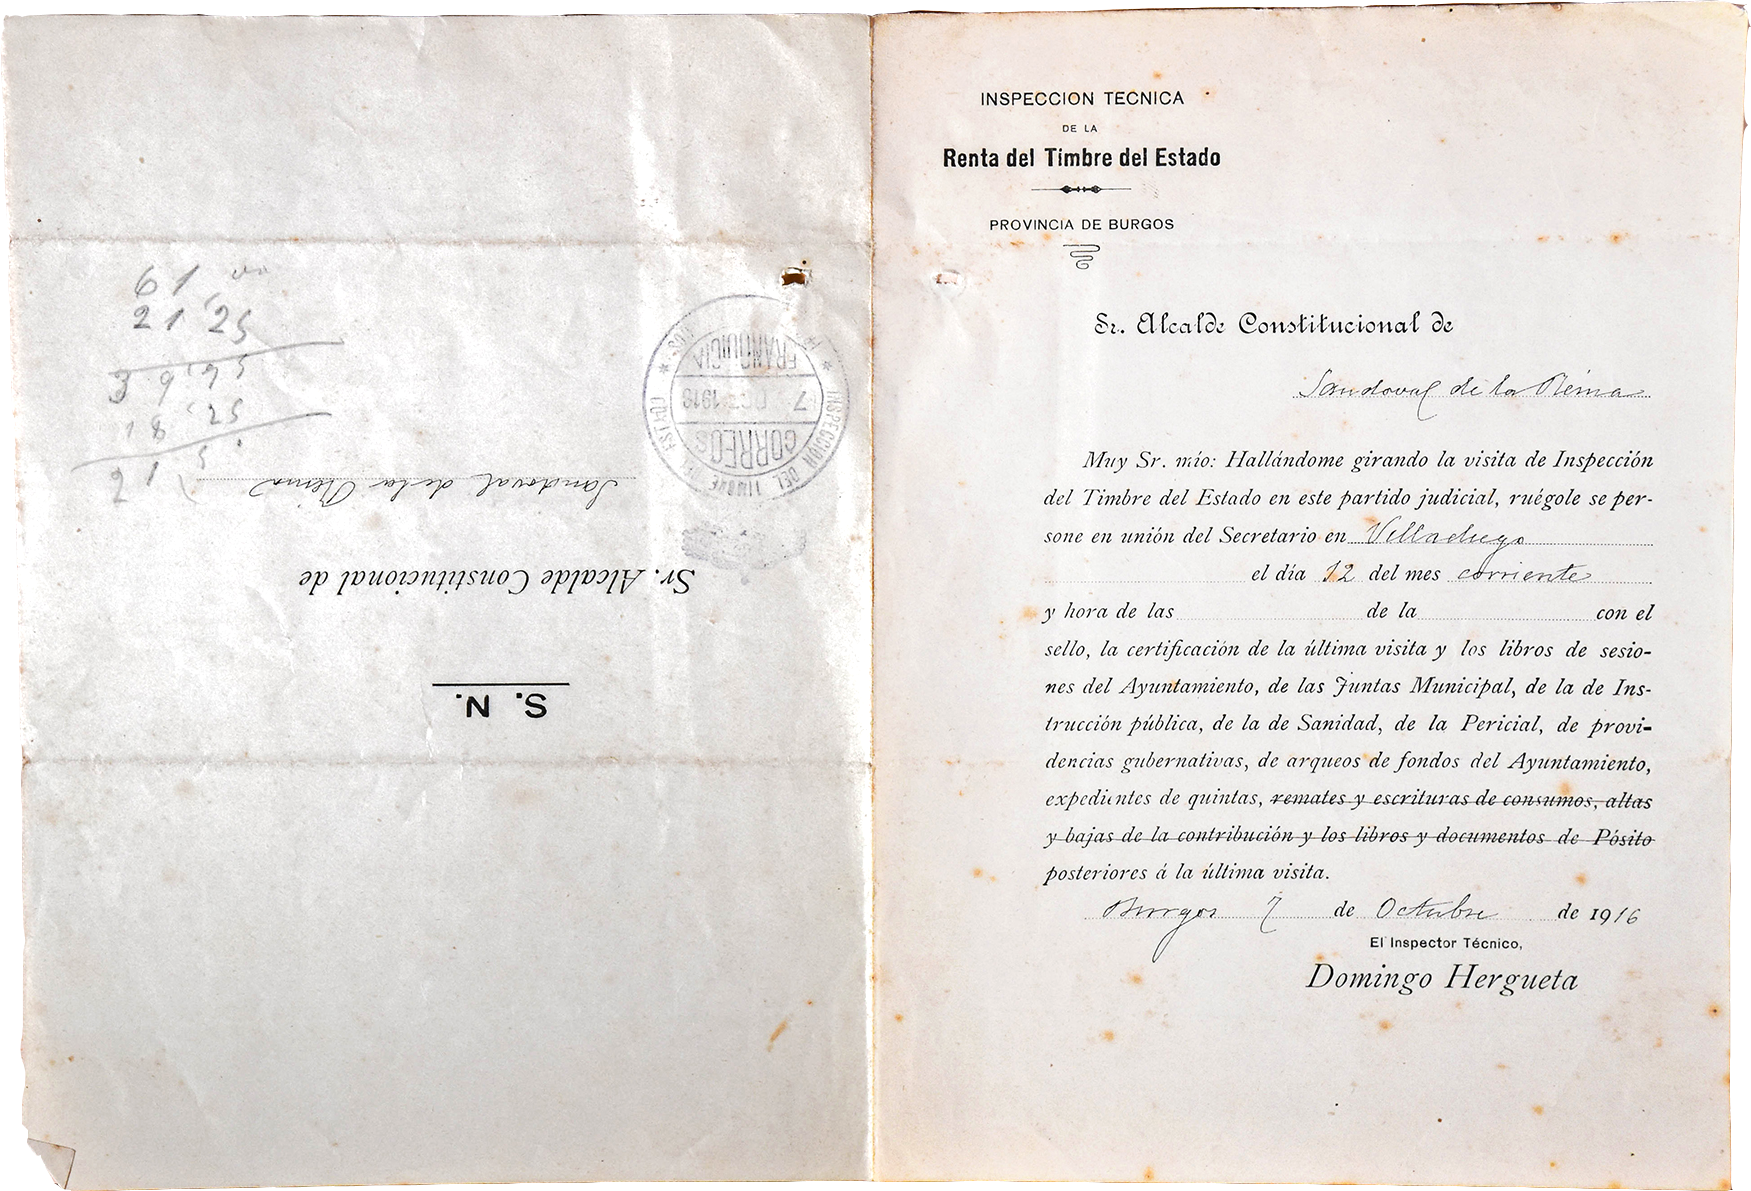 61
21 25
39 75
18 25
21 5
INSPECCION DEL TIMBRE
CORREOS
7 OCT 1916
FRANQUICIA
Sandoval de la Reina
Sr. Alcalde Constitucional de
S. N.
INSPECCION TECNICA
DE LA
Renta del Timbre del Estado
PROVINCIA DE BURGOS
Sr. Alcalde Constitucional de
Sandoval de la Reina
Muy Sr. mío: Hallándome girando la visita de Inspección
del Timbre del Estado en este partido judicial, ruégole se per-
sone en unión del Secretario en Villadiego
el día 12 del mes corriente
y hora de las de la con el
sello, la certificación de la última visita y los libros de sesio-
nes del Ayuntamiento, de las Juntas Municipal, de la de Ins-
trucción pública, de la de Sanidad, de la Pericial, de provi-
dencias gubernativas, de arqueos de fondos del Ayuntamiento,
expedientes de quintas, remates y escrituras de consumos, altas
y bajas de la contribución y los libros y documentos de Pósito
posteriores á la última visita.
Burgos 7 de Octubre de 1916
El Inspector Técnico,
Domingo Hergueta